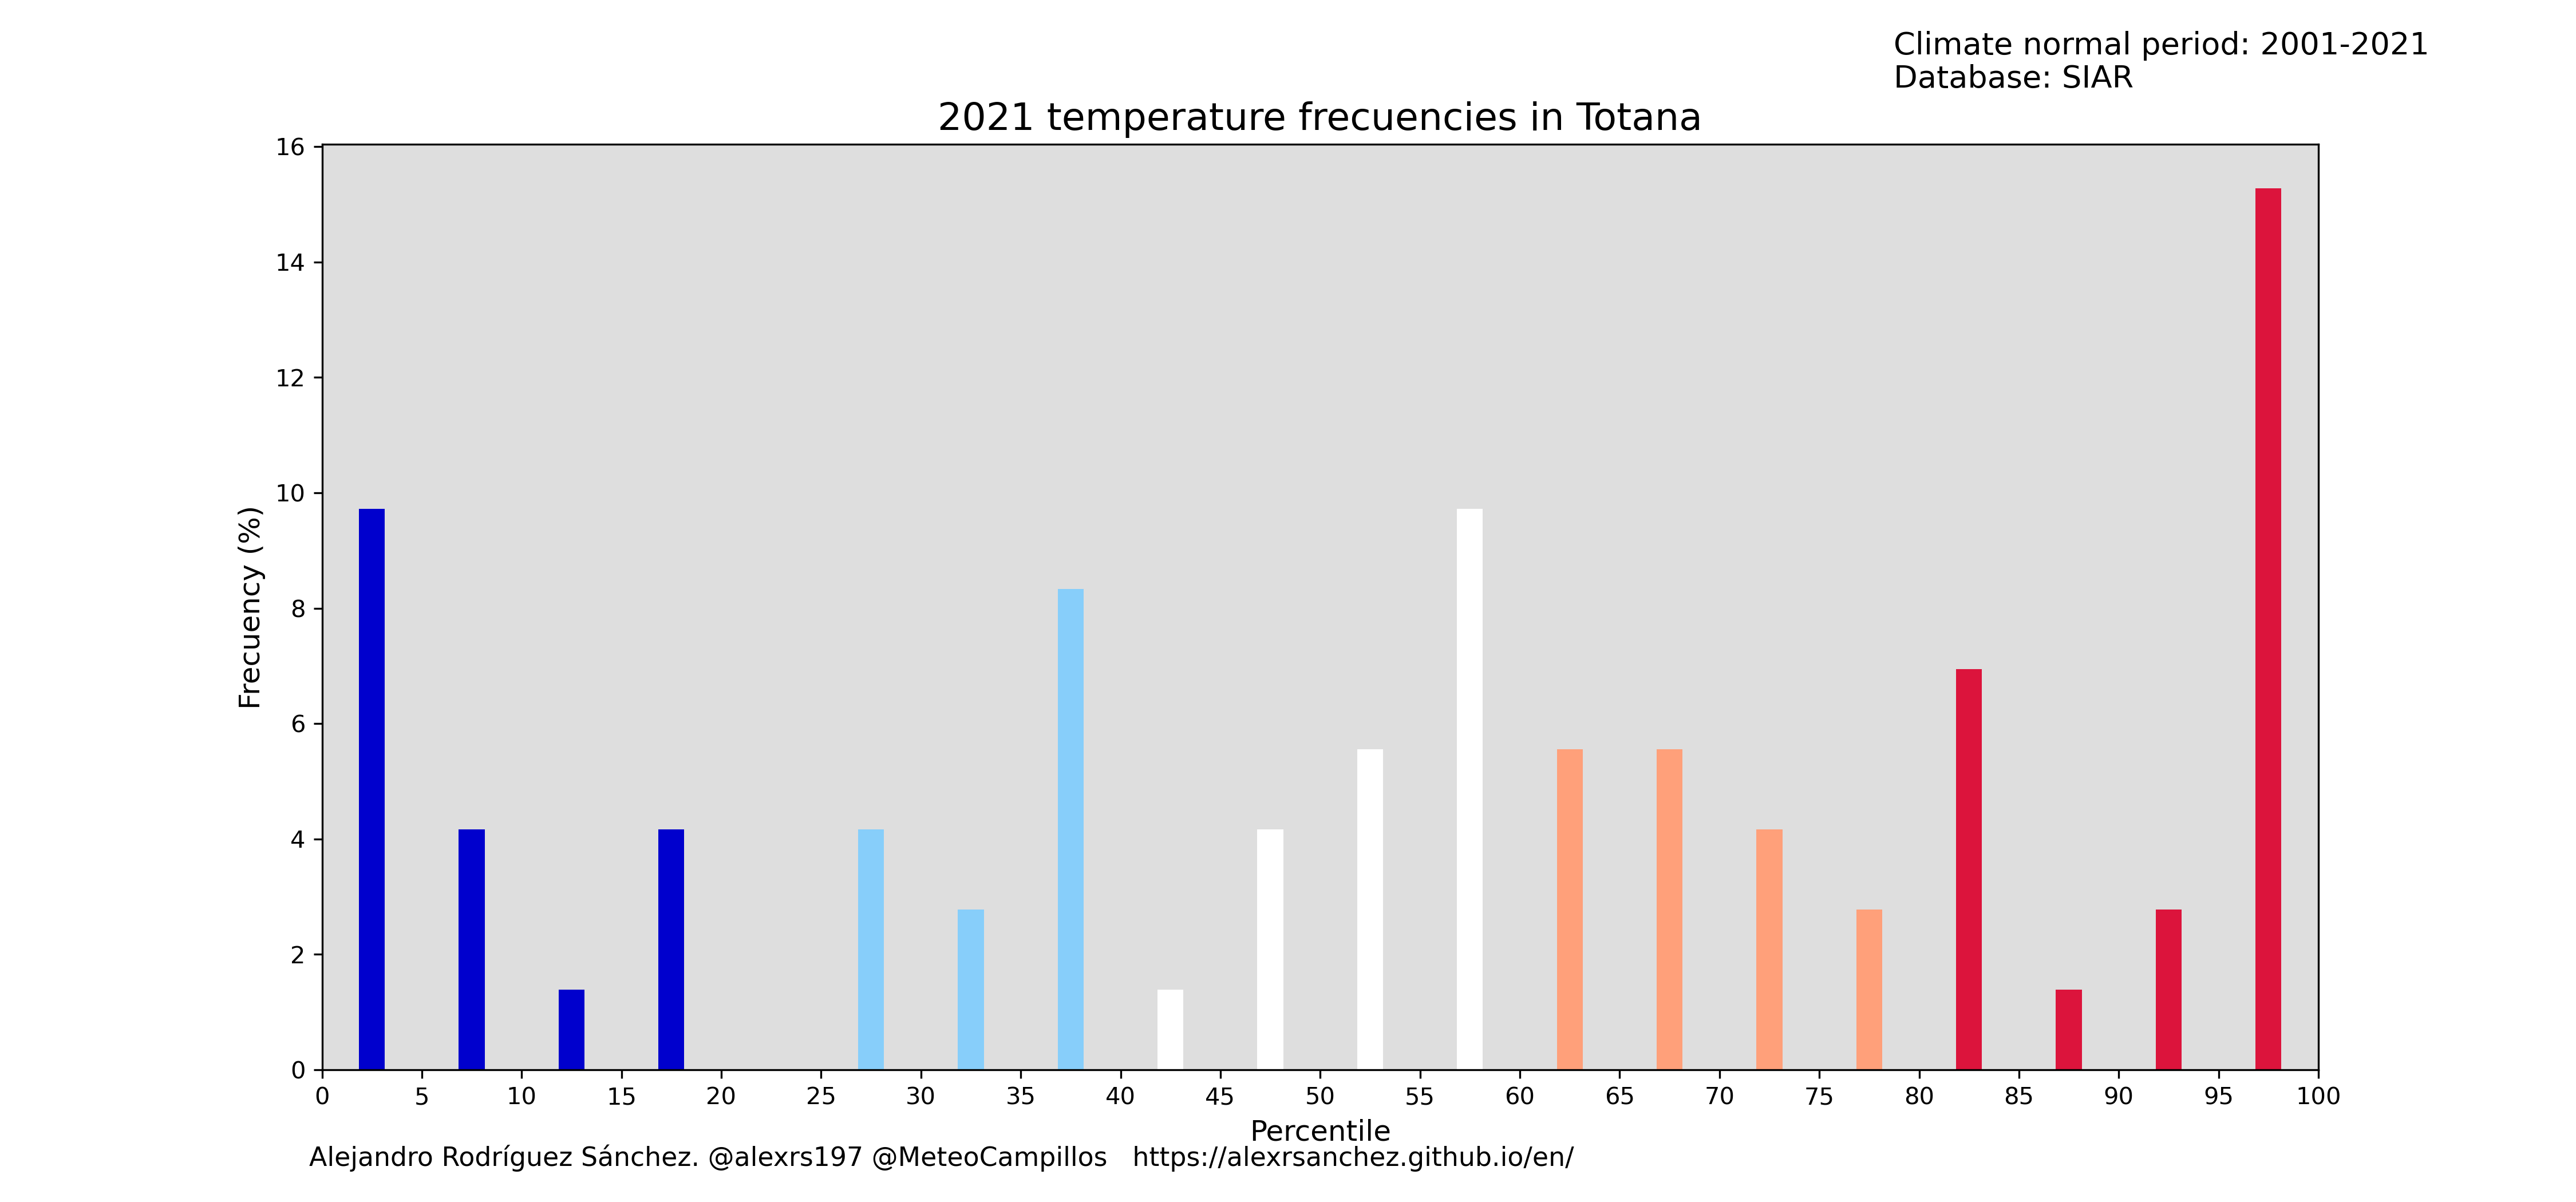 Climate normal period: 2001-2021
Database: SIAR
2021 temperature frecuencies in Totana
16
14
12
10
8
6
4
2
0
Frecuency (%)
0 5 10 15 20 25 30 35 40 45 50 55 60 65 70 75 80 85 90 95 100
Percentile
Alejandro Rodríguez Sánchez. @alexrs197 @MeteoCampillos   https://alexrsanchez.github.io/en/